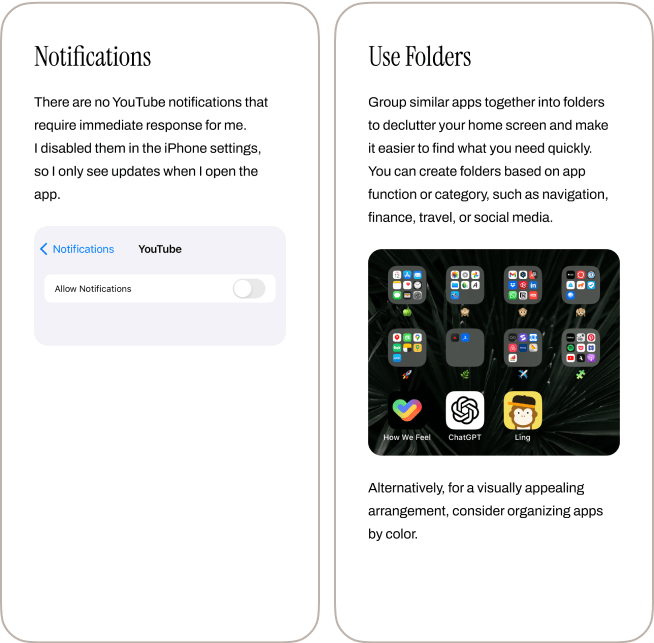 Notifications
There are no YouTube notifications that
require immediate response for me.
I disabled them in the iPhone settings,
so I only see updates when I open the
app.
Notifications YouTube
Allow Notifications
Use Folders
Group similar apps together into folders
to declutter your home screen and make
it easier to find what you need quickly.
You can create folders based on app
function or category, such as navigation,
finance, travel, or social media.
How We Feel ChatGPT Ling
Alternatively, for a visually appealing
arrangement, consider organizing apps
by color.